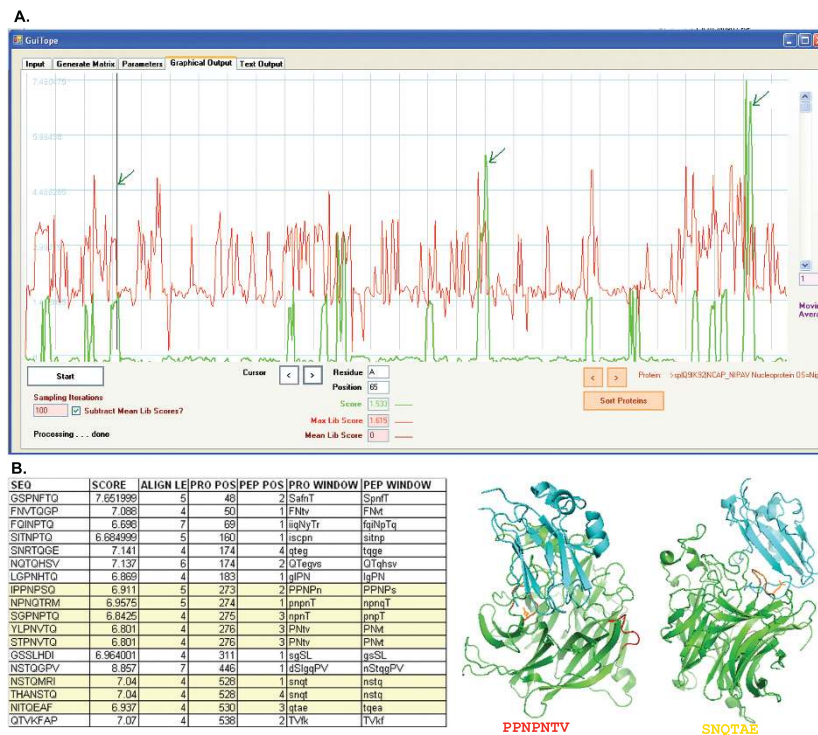 A.
GuiTope
Input Generate Matrix Parameters Graphical Output Text Output
Start
Cursor < > Residue A
Position 65
Sampling Iterations
100 Subtract Mean Lib Scores?
Score 1.533
Max Lib Score 1.615
Mean Lib Score 0
Processing . . . done
< > Protein:
Sort Proteins
1
B.
SEQ SCORE ALIGN LE PRO POS PEP POS PRO WINDOW PEP WINDOW
GSPNFTQ 7.651999 5 48 2 SafnT SpnfT
FNVTQGP 7.088 4 50 1 FNtv FNvt
FQINPTQ 6.698 7 69 1 iiqNyTr fqiNpTq
SITNPTQ 6.684999 5 160 1 iscpn sitnp
SNRTQGE 7.141 4 174 4 qteg tqge
NQTQHSV 7.137 6 174 2 QTegvs QTqhsv
LGPNHTQ 6.869 4 183 1 glPN lgPN
IPPNPSQ 6.911 5 273 2 PPNPn PPNPs
NPNQTRM 6.9575 5 274 1 pnpnT npnqT
SGPNPTQ 6.8425 4 275 3 npnT pnpT
YLPNVTQ 6.801 4 276 3 PNtv PNvt
STPNVTQ 6.801 4 276 3 PNtv PNvt
GSSLHDI 6.964001 4 311 1 sgSL gsSL
NSTQGPV 8.857 7 446 1 dSlgqPV nStqgPV
NSTQMRI 7.04 4 528 1 snqt nstq
THANSTQ 7.04 4 528 4 snqt nstq
NITQEAF 6.937 4 530 3 qtae tqea
QTVKFAP 7.07 4 538 2 TVfk TVkf
PPNPNTV
SNQTAE